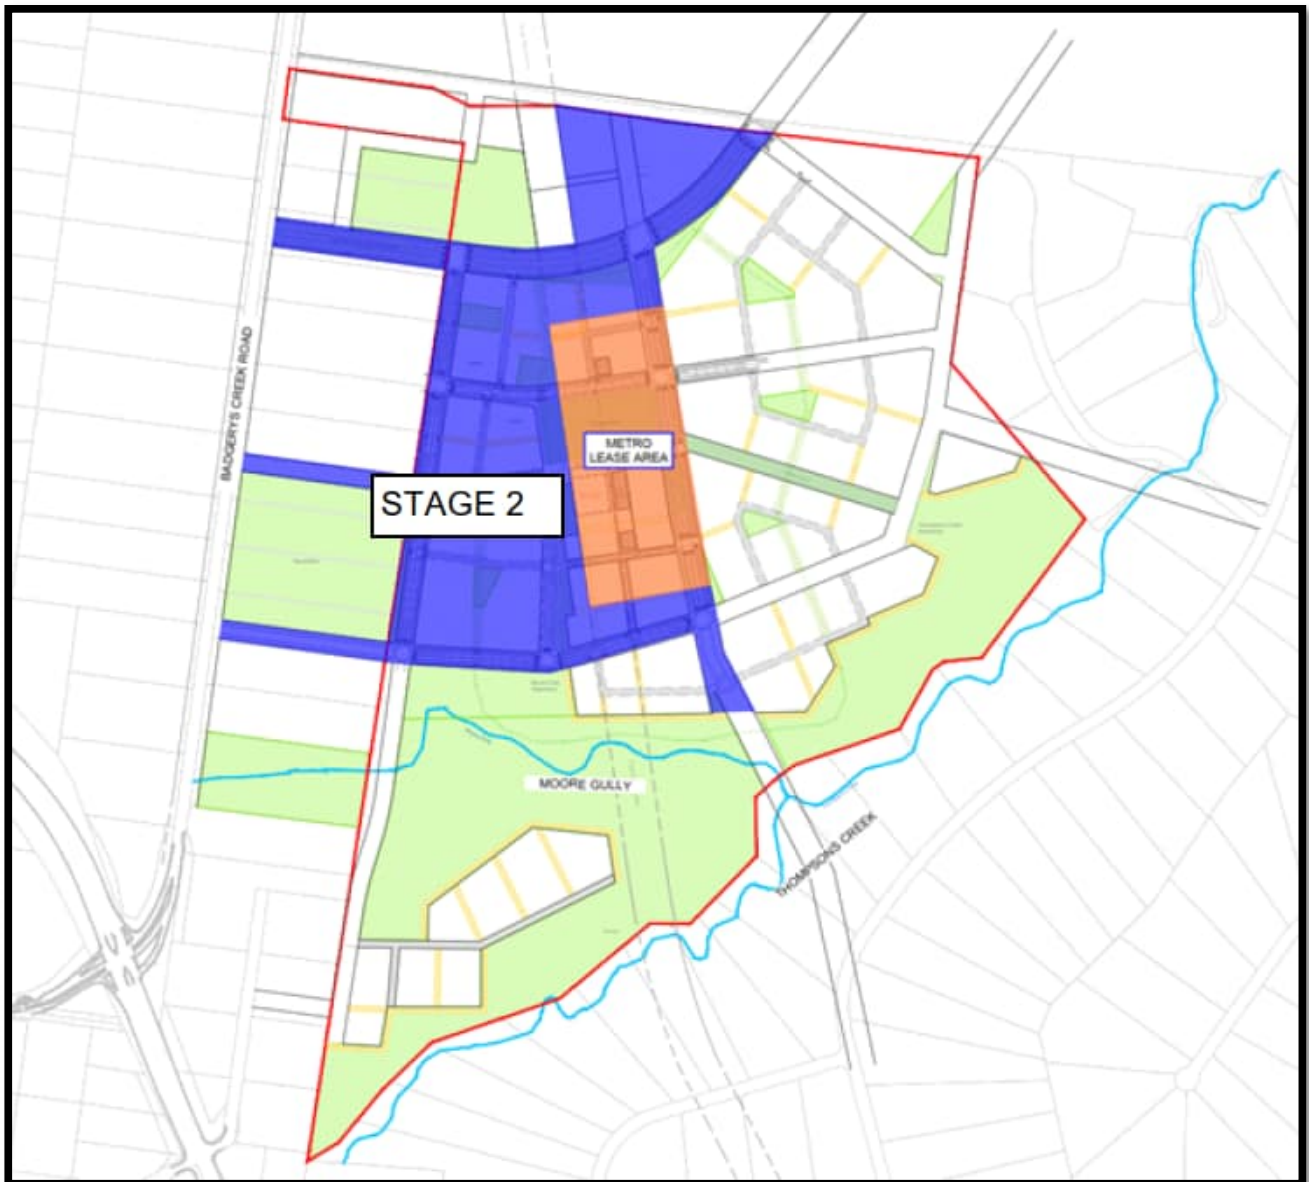 BADGERYS CREEK ROAD
METRO
LEASE AREA
STAGE 2
MOORE GULLY
THOMPSONS CREEK